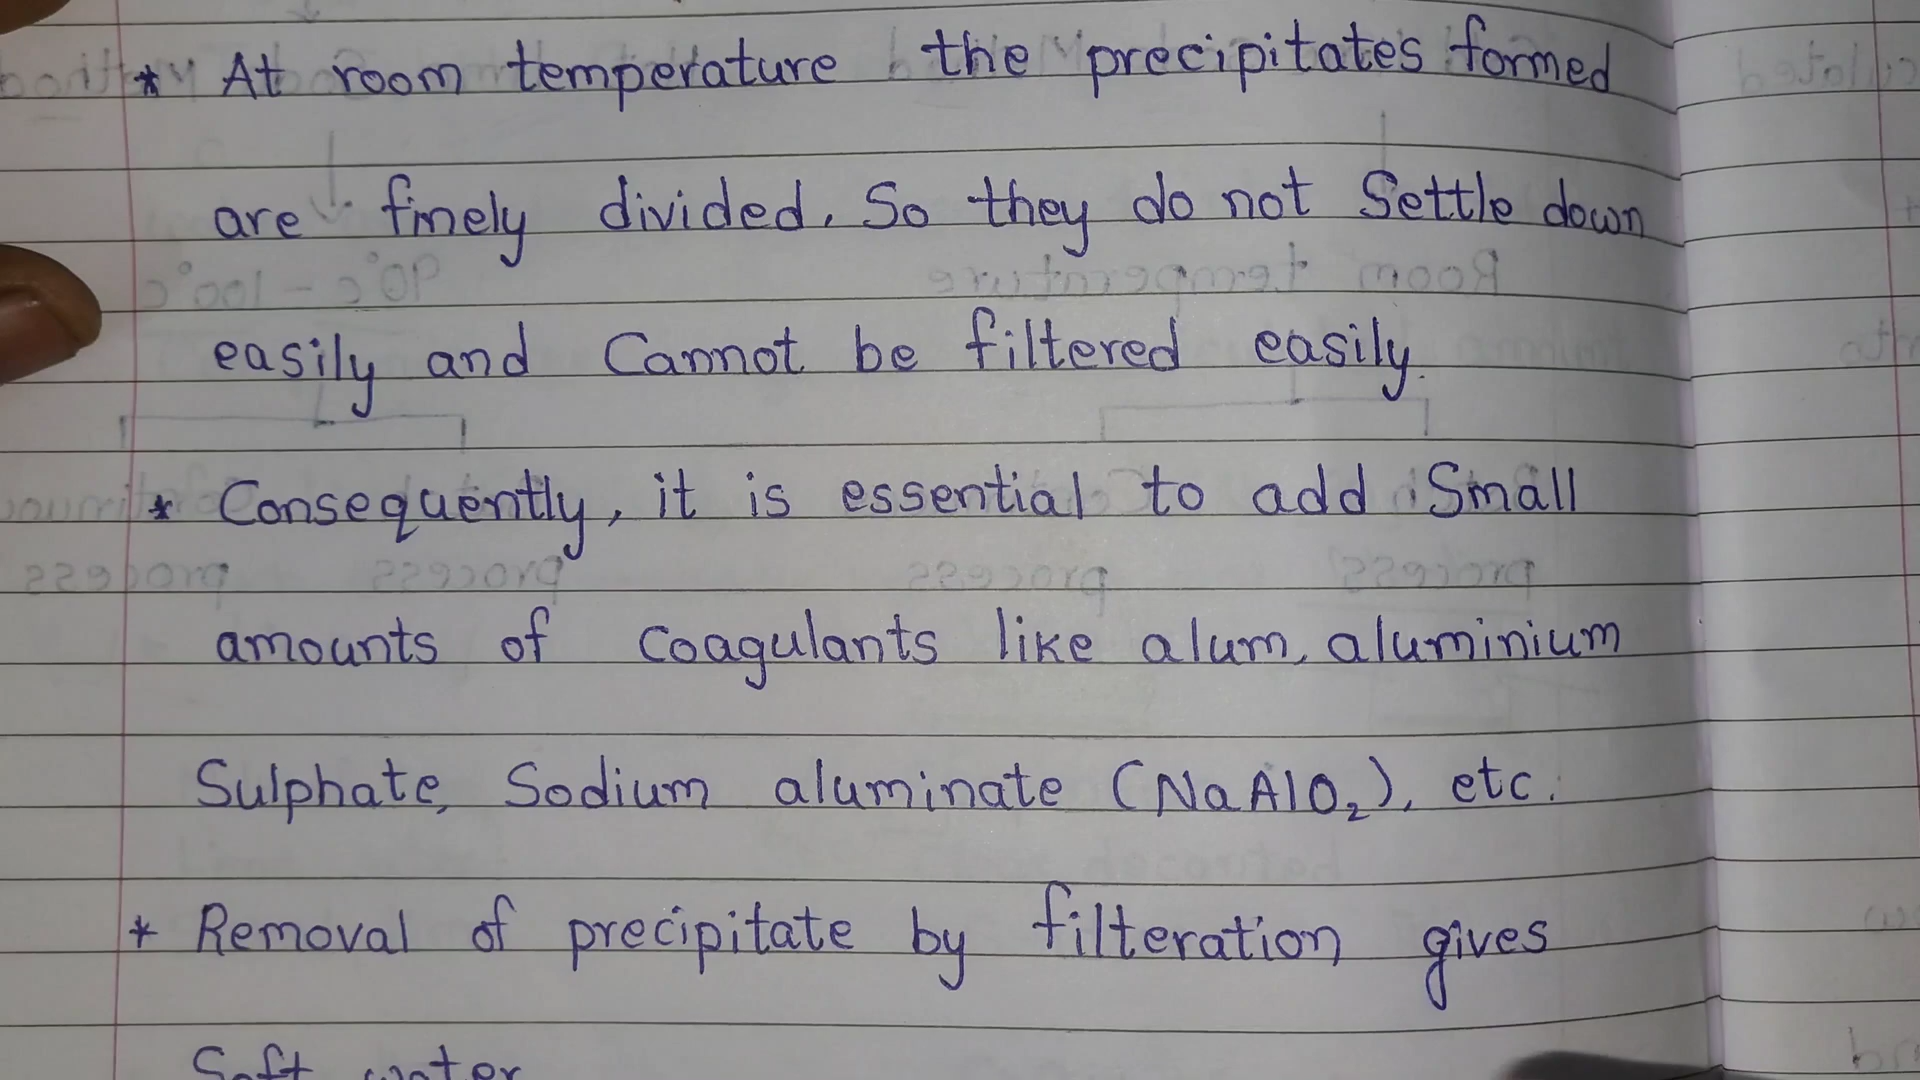 * At room temperature the precipitates formed
are finely divided. So they do not Settle down
easily and Cannot be filtered easily.
* Consequently, it is essential to add Small
amounts of Coagulants like alum, aluminium
Sulphate, Sodium aluminate (NaAlO₂), etc.
* Removal of precipitate by filteration gives
Soft water